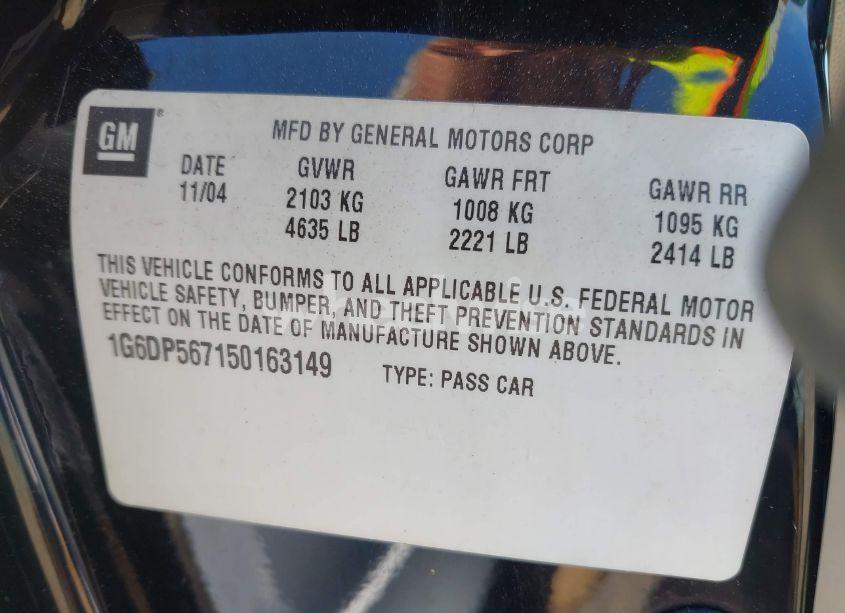 GM
MFD BY GENERAL MOTORS CORP
DATE GVWR GAWR FRT GAWR RR
11/04 2103 KG 1008 KG 1095 KG
4635 LB 2221 LB 2414 LB
THIS VEHICLE CONFORMS TO ALL APPLICABLE U.S. FEDERAL MOTOR
VEHICLE SAFETY, BUMPER, AND THEFT PREVENTION STANDARDS IN
EFFECT ON THE DATE OF MANUFACTURE SHOWN ABOVE.
1G6DP567150163149 TYPE: PASS CAR